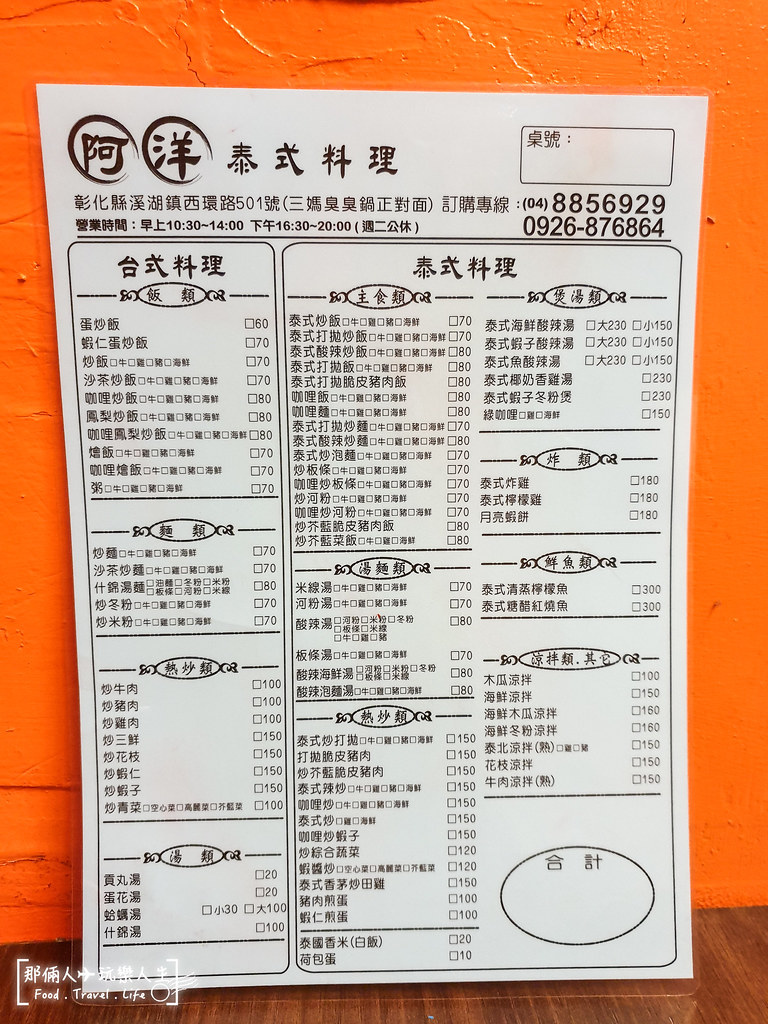 阿洋 泰式料理
桌號：
彰化縣溪湖鎮西環路501號(三媽臭臭鍋正對面) 訂購專線：(04)8856929
0926-876864
營業時間：早上10:30~14:00 下午16:30~20:00 (週二公休)
台式料理
飯 類
蛋炒飯 □60
蝦仁蛋炒飯 □70
炒飯□牛□雞□豬□海鮮 □70
沙茶炒飯□牛□雞□豬□海鮮 □70
咖哩炒飯□牛□雞□豬□海鮮 □80
鳳梨炒飯□牛□雞□豬□海鮮 □80
咖哩鳳梨炒飯□牛□雞□豬□海鮮 □80
燴飯□牛□雞□豬□海鮮 □70
咖哩燴飯□牛□雞□豬□海鮮 □70
粥□牛□雞□豬□海鮮 □70
麵 類
炒麵□牛□雞□豬□海鮮 □70
沙茶炒麵□牛□雞□豬□海鮮 □70
什錦湯麵□油麵□冬粉□米粉 □80
□板條□河粉□米線
炒冬粉□牛□雞□豬□海鮮 □70
炒米粉□牛□雞□豬□海鮮 □70
熱炒類
炒牛肉 □100
炒豬肉 □100
炒雞肉 □100
炒三鮮 □150
炒花枝 □150
炒蝦仁 □150
炒蝦子 □150
炒青菜□空心菜□高麗菜□芥藍菜 □100
湯 類
貢丸湯 □20
蛋花湯 □20
蛤蠣湯 □小30 □大100
什錦湯 □100
泰式料理
主食類
泰式炒飯□牛□雞□豬□海鮮 □70
泰式打拋炒飯□牛□雞□豬□海鮮 □70
泰式酸辣炒飯□牛□雞□豬□海鮮 □80
泰式打拋飯□牛□雞□豬□海鮮 □80
泰式打拋脆皮豬肉飯 □80
咖哩飯□牛□雞□豬□海鮮 □80
咖哩麵□牛□雞□豬□海鮮 □80
泰式打拋炒麵□牛□雞□豬□海鮮 □70
泰式酸辣炒麵□牛□雞□豬□海鮮 □80
泰式炒泡麵□牛□雞□豬□海鮮 □70
炒板條□牛□雞□豬□海鮮 □70
咖哩炒板條□牛□雞□豬□海鮮 □70
炒河粉□牛□雞□豬□海鮮 □70
咖哩炒河粉□牛□雞□豬□海鮮 □70
炒芥藍脆皮豬肉飯 □80
炒芥藍菜飯□牛□雞□豬□海鮮 □80
湯麵類
米線湯□牛□雞□豬□海鮮 □70
河粉湯□牛□雞□豬□海鮮 □70
酸辣湯□河粉□米粉□冬粉 □80
□板條□米線
□牛□雞□豬
板條湯□牛□雞□豬□海鮮 □70
酸辣海鮮湯□河粉□米粉□冬粉 □80
□板條□米線
酸辣泡麵湯□牛□雞□豬□海鮮 □80
熱炒類
泰式炒打拋□牛□雞□豬□海鮮 □150
打拋脆皮豬肉 □150
炒芥藍脆皮豬肉 □150
泰式辣炒□牛□雞□豬□海鮮 □150
咖哩炒□牛□雞□豬□海鮮 □150
泰式炒□雞□海鮮 □150
咖哩炒蝦子 □150
炒綜合蔬菜 □120
蝦醬炒□空心菜□高麗菜□芥藍菜 □120
泰式香茅炒田雞 □150
豬肉煎蛋 □100
蝦仁煎蛋 □100
泰國香米(白飯) □20
荷包蛋 □10
煲湯類
泰式海鮮酸辣湯 □大230 □小150
泰式蝦子酸辣湯 □大230 □小150
泰式魚酸辣湯 □大230 □小150
泰式椰奶香雞湯 □230
泰式蝦子冬粉煲 □230
綠咖哩□雞□海鮮 □150
炸 類
泰式炸雞 □180
泰式檸檬雞 □180
月亮蝦餅 □180
鮮魚類
泰式清蒸檸檬魚 □300
泰式糖醋紅燒魚 □300
涼拌類.其它
木瓜涼拌 □100
海鮮涼拌 □150
海鮮木瓜涼拌 □160
海鮮冬粉涼拌 □160
泰北涼拌(熟)□雞□豬 □150
花枝涼拌 □150
牛肉涼拌(熟) □150
合 計
那倆人✈玩樂人生
Food . Travel . Life